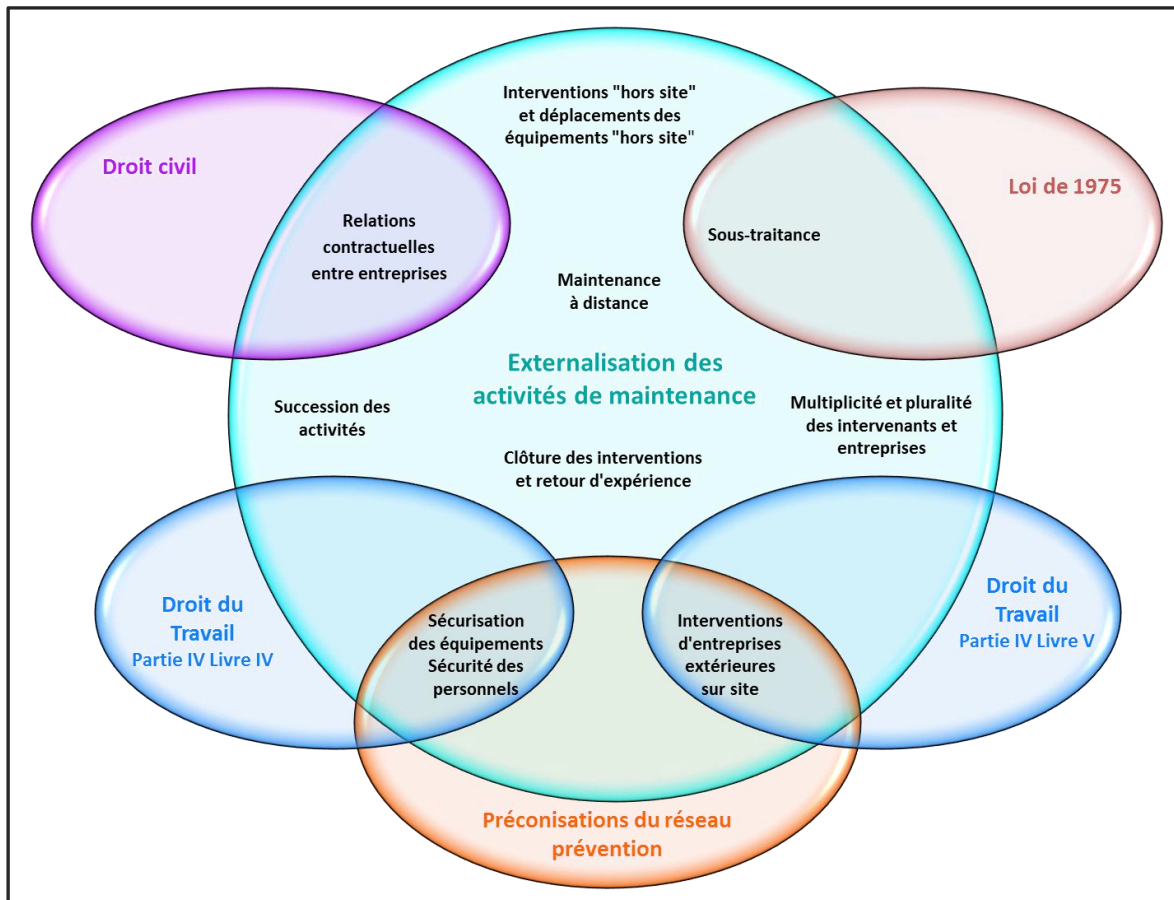 Interventions "hors site"
et déplacements des
équipements "hors site"
Droit civil
Loi de 1975
Relations
contractuelles
entre entreprises
Sous-traitance
Maintenance
à distance
Externalisation des
activités de maintenance
Succession des
activités
Multiplicité et pluralité
des intervenants et
entreprises
Clôture des interventions
et retour d'expérience
Droit du
Travail
Partie IV Livre IV
Sécurisation
des équipements
Sécurité des
personnels
Interventions
d'entreprises
extérieures
sur site
Droit du
Travail
Partie IV Livre V
Préconisations du réseau
prévention